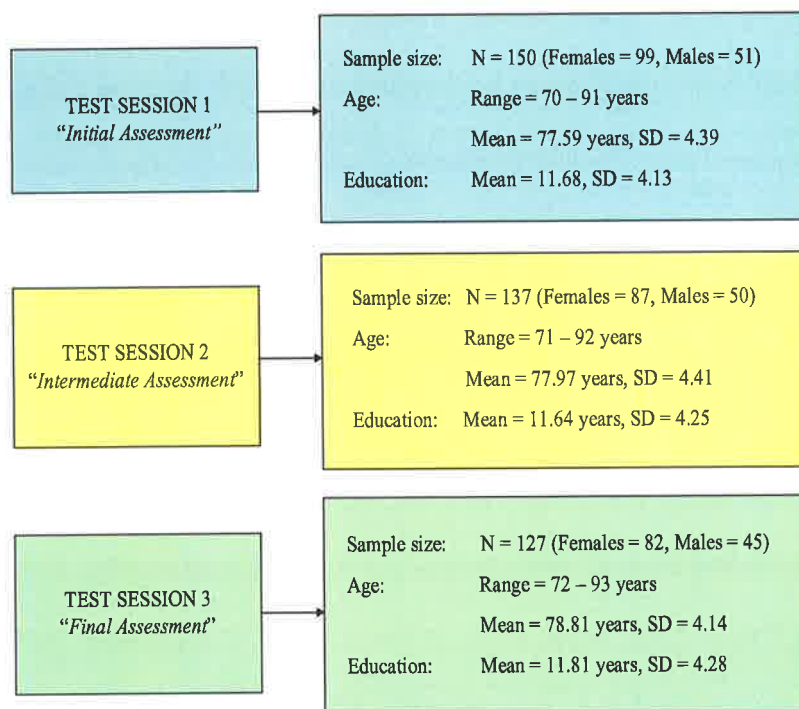 TEST SESSION 1
“Initial Assessment”
Sample size: N = 150 (Females = 99, Males = 51)
Age: Range = 70 – 91 years
Mean = 77.59 years, SD = 4.39
Education: Mean = 11.68, SD = 4.13
TEST SESSION 2
“Intermediate Assessment”
Sample size: N = 137 (Females = 87, Males = 50)
Age: Range = 71 – 92 years
Mean = 77.97 years, SD = 4.41
Education: Mean = 11.64 years, SD = 4.25
TEST SESSION 3
“Final Assessment”
Sample size: N = 127 (Females = 82, Males = 45)
Age: Range = 72 – 93 years
Mean = 78.81 years, SD = 4.14
Education: Mean = 11.81 years, SD = 4.28